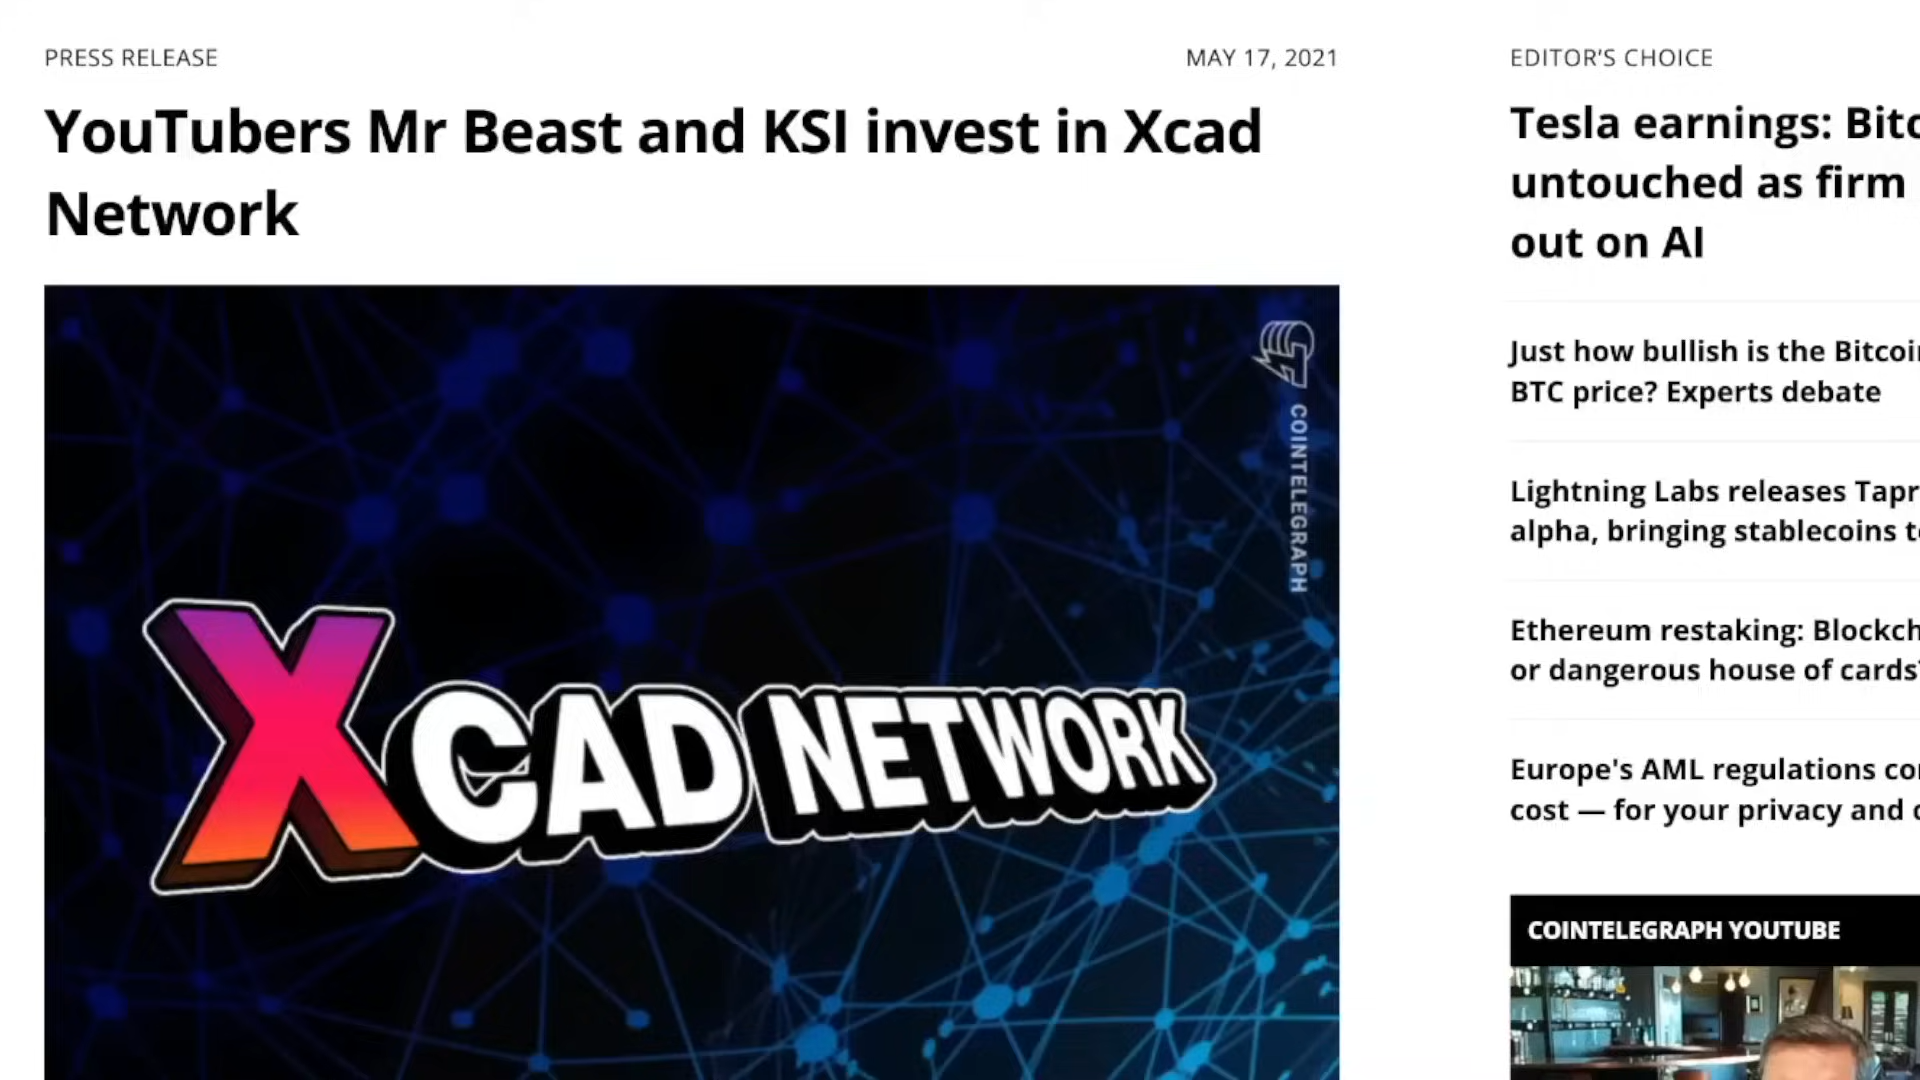 PRESS RELEASE
MAY 17, 2021
YouTubers Mr Beast and KSI invest in Xcad
Network
COINTELEGRAPH
XCAD NETWORK
EDITOR'S CHOICE
Tesla earnings:
untouched as firm
out on AI
Just how bullish is the
BTC price? Experts debate
Lightning Labs releases
alpha, bringing stablecoins
Ethereum restaking:
or dangerous house of cards
Europe's AML regulations
cost — for your privacy and
COINTELEGRAPH YOUTUBE